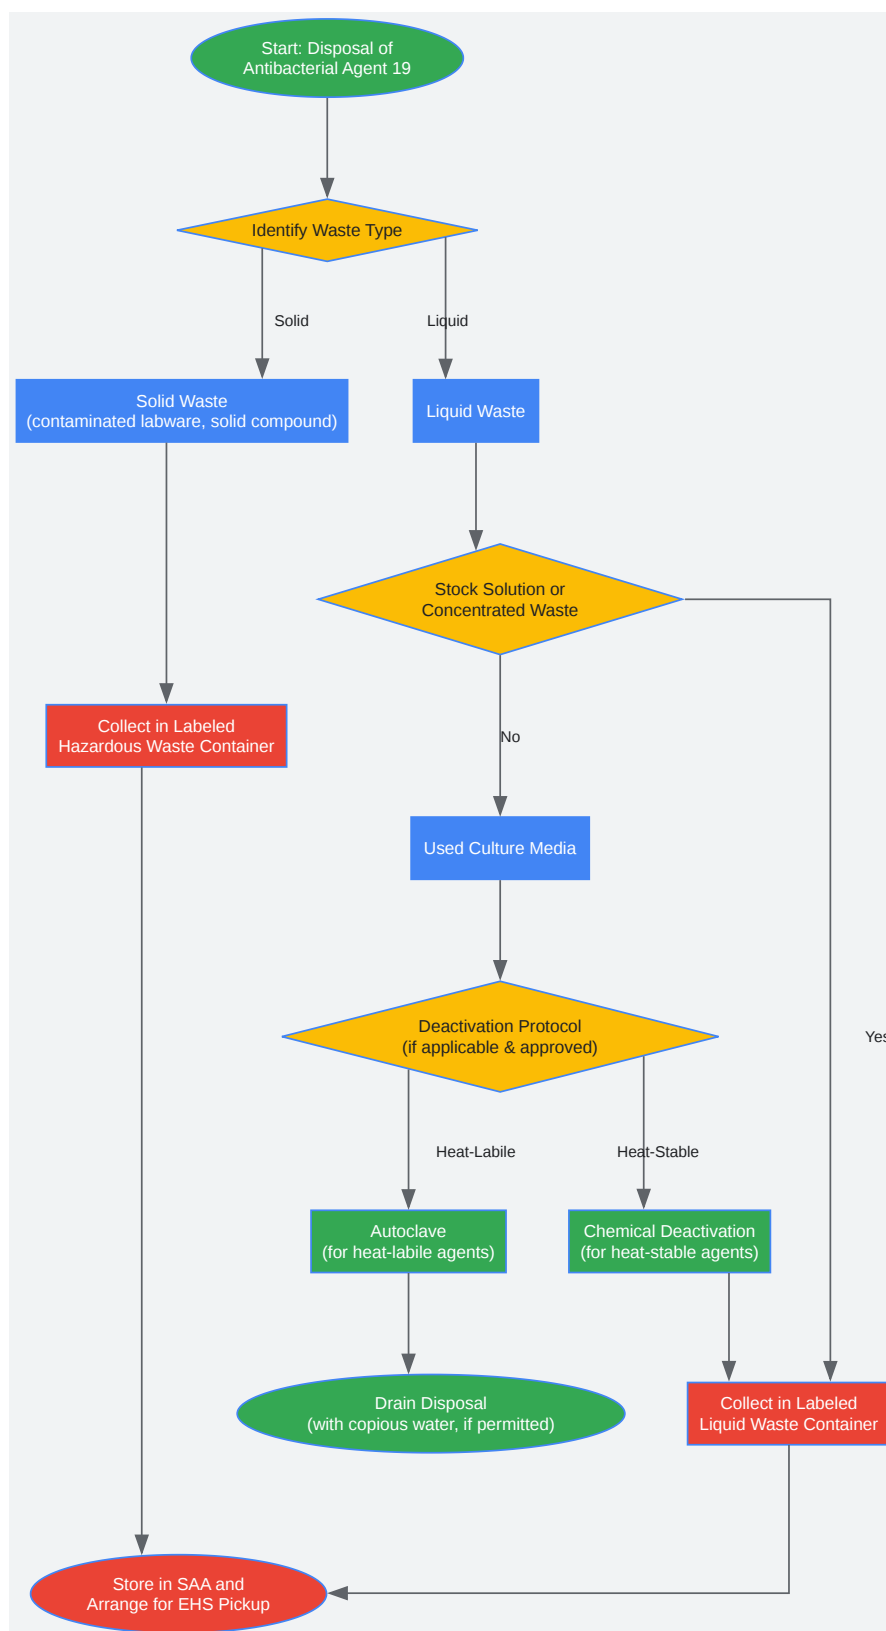 Start: Disposal of
Antibacterial Agent 19
Identify Waste Type
Solid
Liquid
Solid Waste
(contaminated labware, solid compound)
Liquid Waste
Stock Solution or
Concentrated Waste
Collect in Labeled
Hazardous Waste Container
No
Used Culture Media
Deactivation Protocol
(if applicable & approved)
Yes
Heat-Labile
Heat-Stable
Autoclave
(for heat-labile agents)
Chemical Deactivation
(for heat-stable agents)
Drain Disposal
(with copious water, if permitted)
Collect in Labeled
Liquid Waste Container
Store in SAA and
Arrange for EHS Pickup